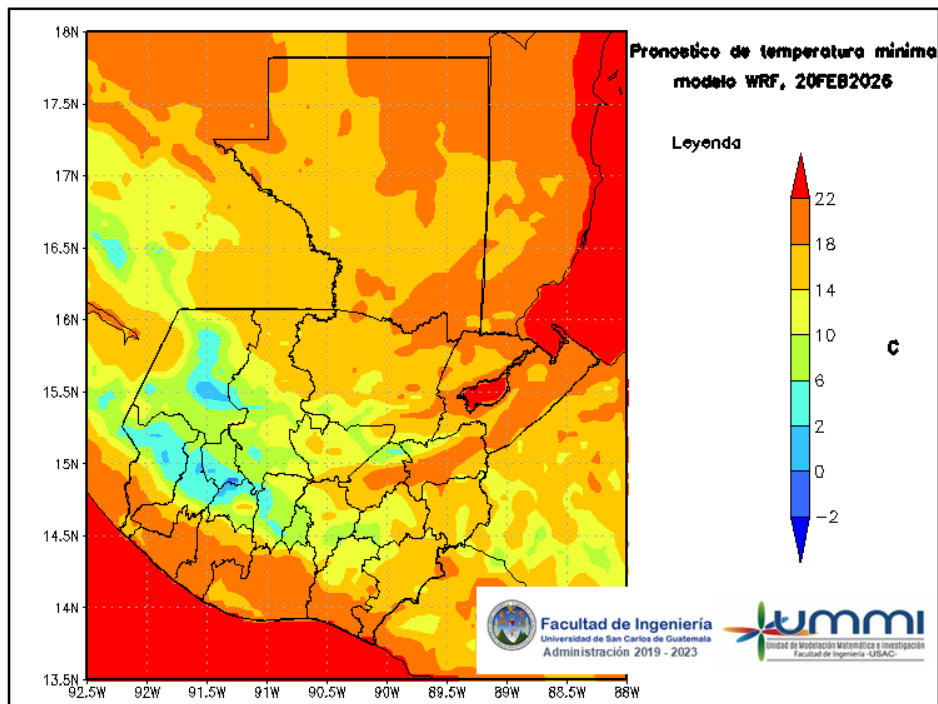 Pronostico de temperatura minima
modelo WRF, 20FEB2026
Leyenda
22
18
14
10
6
2
0
-2
C
18N
17.5N
17N
16.5N
16N
15.5N
15N
14.5N
14N
13.5N
92.5W
92W
91.5W
91W
90.5W
90W
89.5W
89W
88.5W
88W
Facultad de Ingeniería
Universidad de San Carlos de Guatemala
Administración 2019 - 2023
ummi
Unidad de Modelación Matemática e Investigación
Facultad de Ingeniería -USAC-